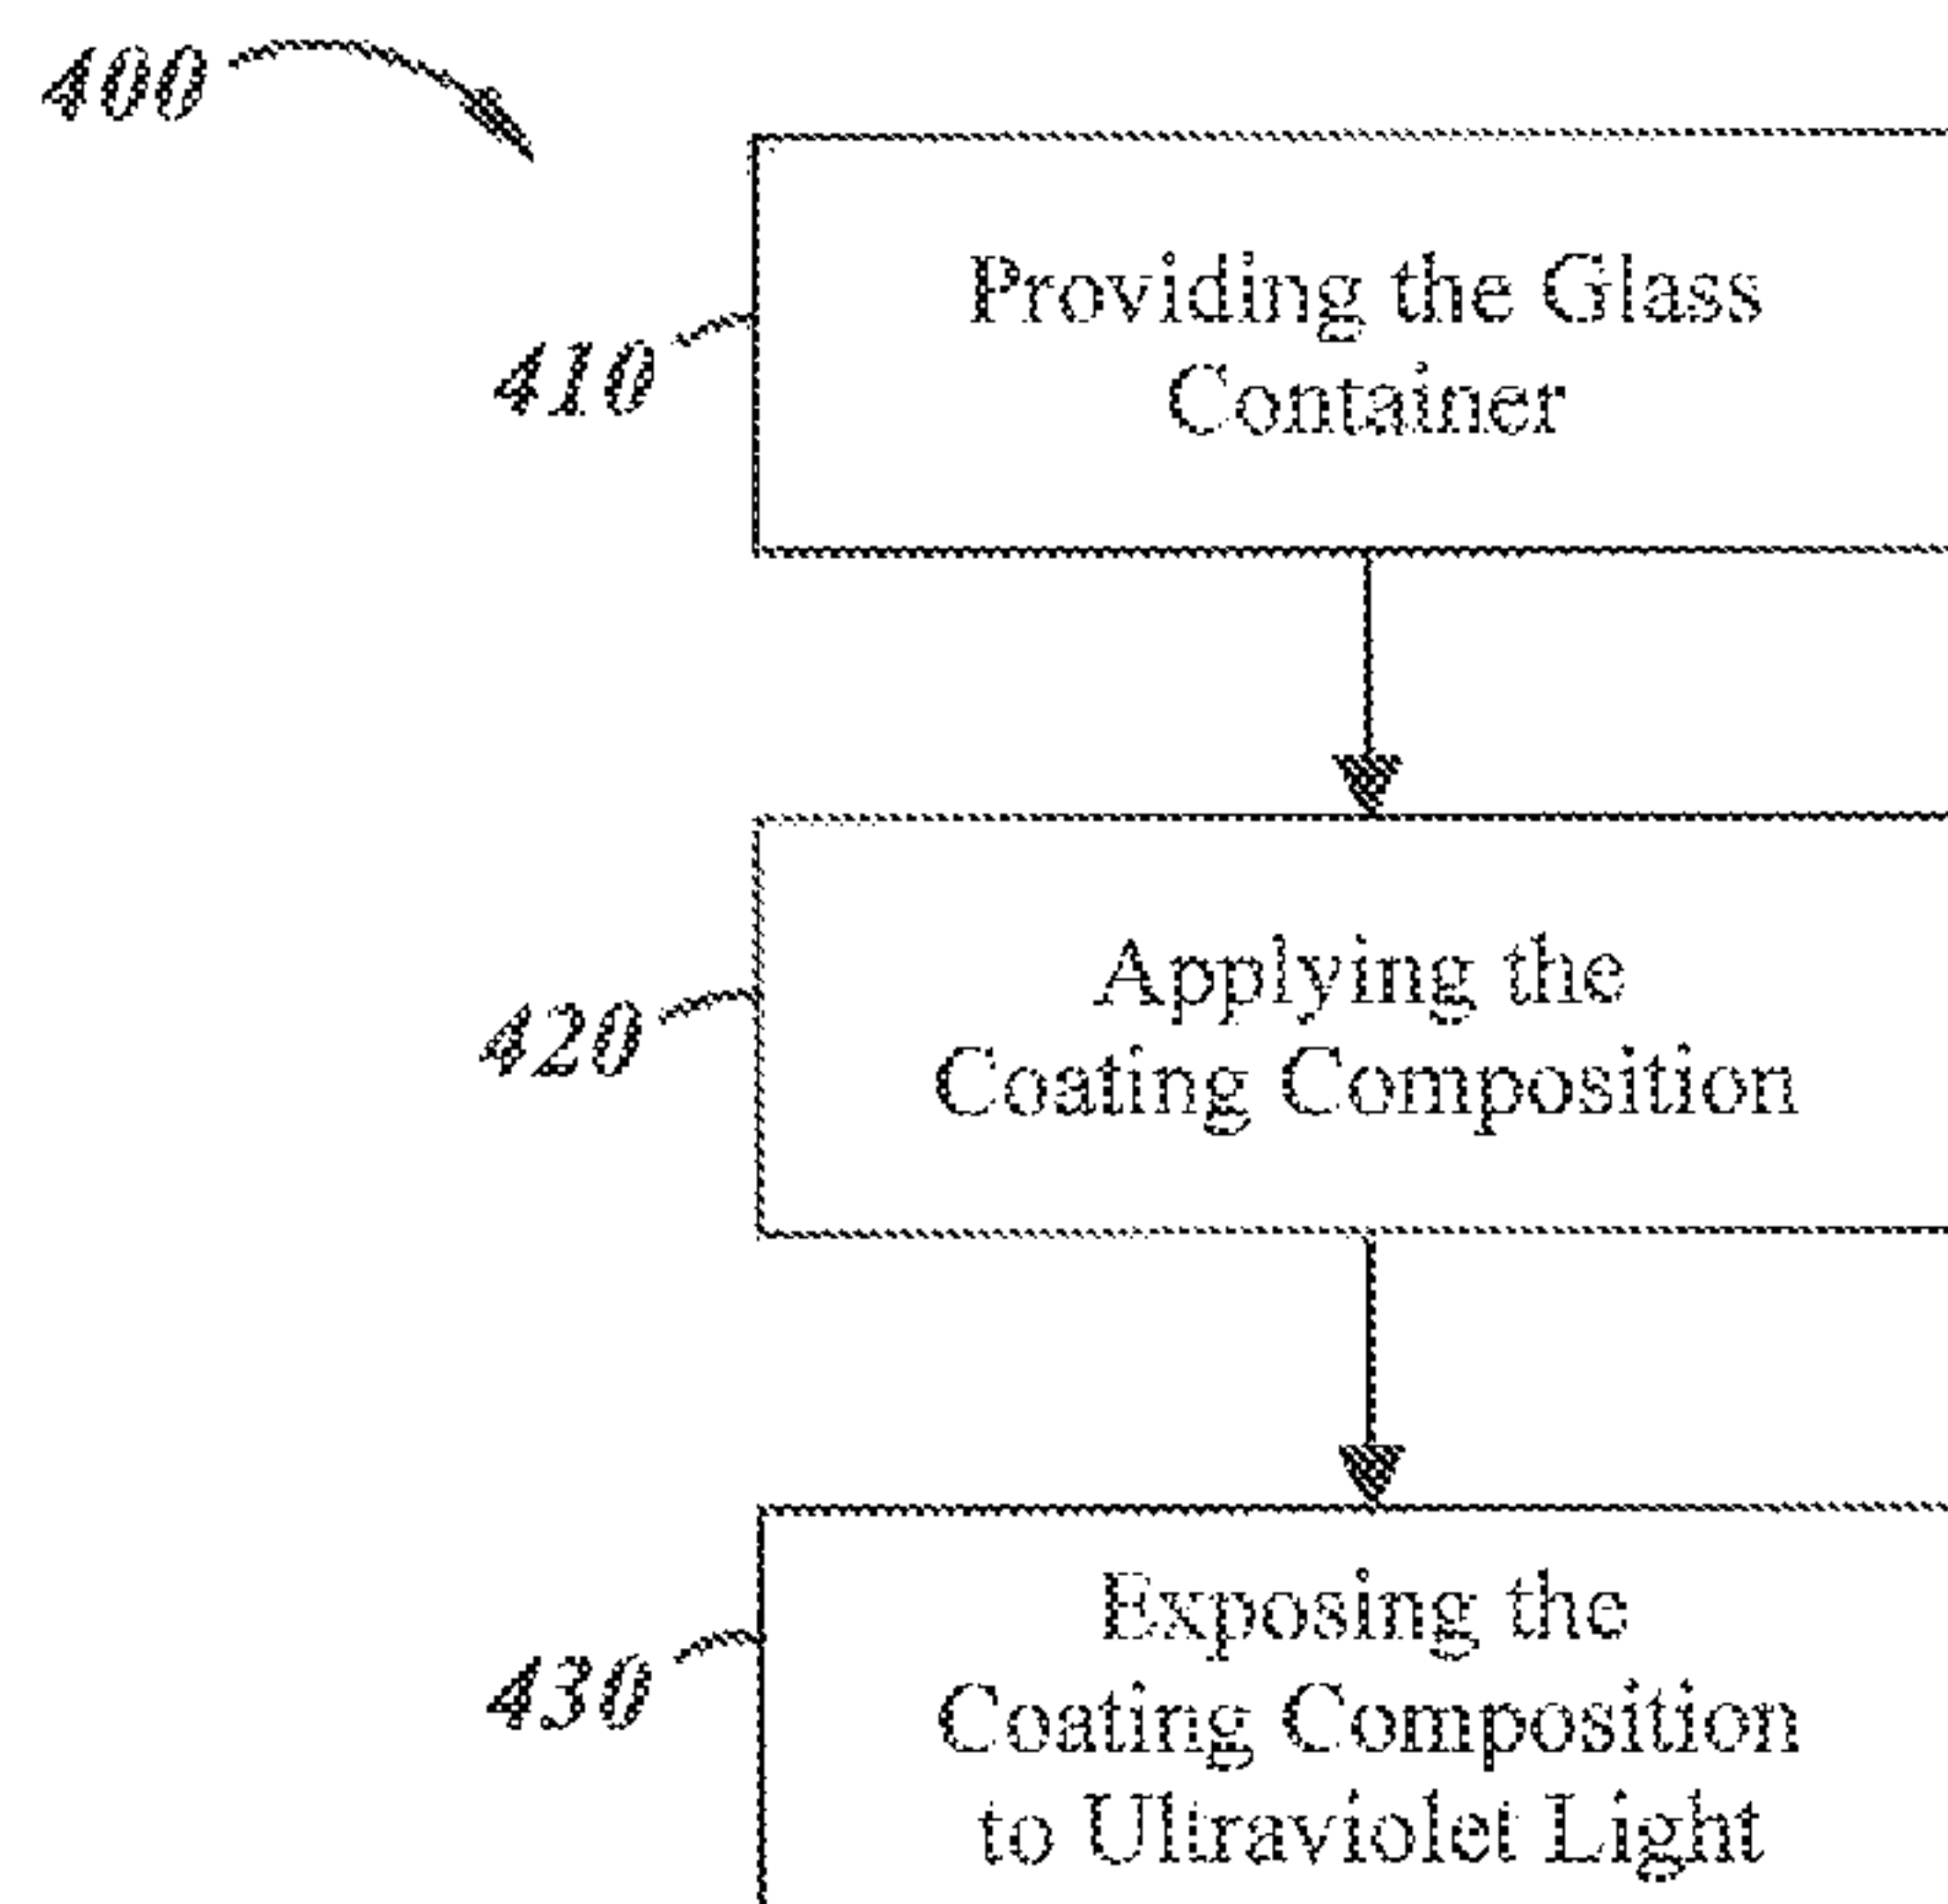 400
410
Providing the Glass
Container
420
Applying the
Coating Composition
430
Exposing the
Coating Composition
to Ultraviolet Light